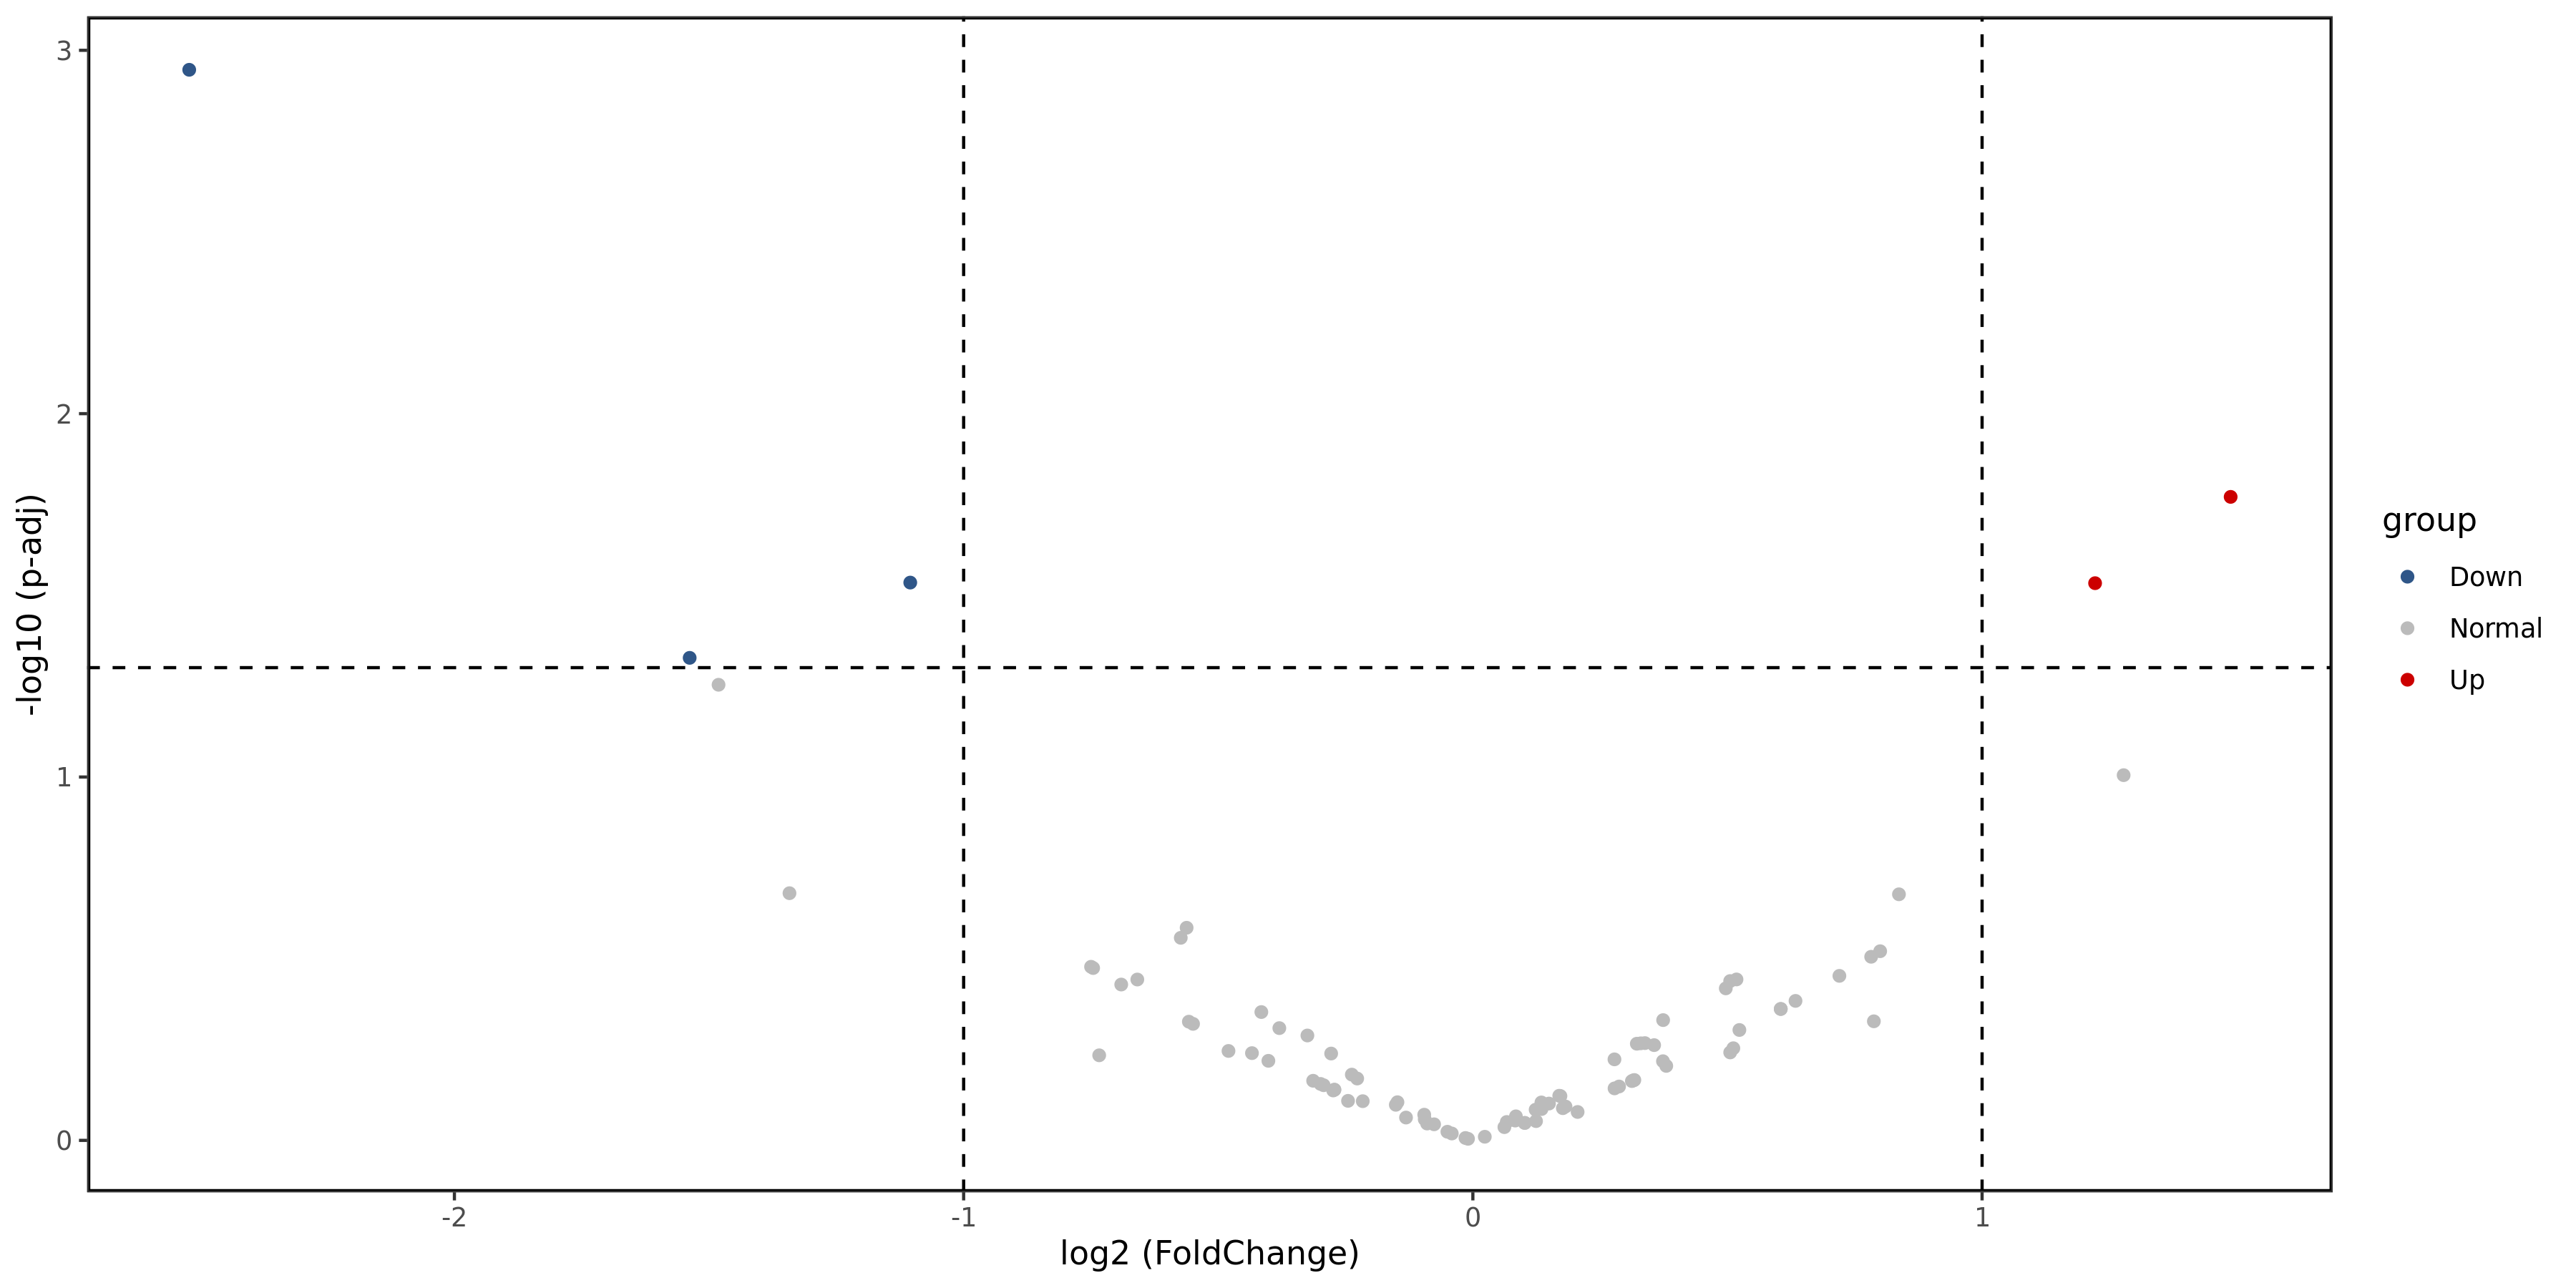 3
2
1
0
-log10 (p-adj)
-2
-1
0
1
log2 (FoldChange)
group
Down
Normal
Up